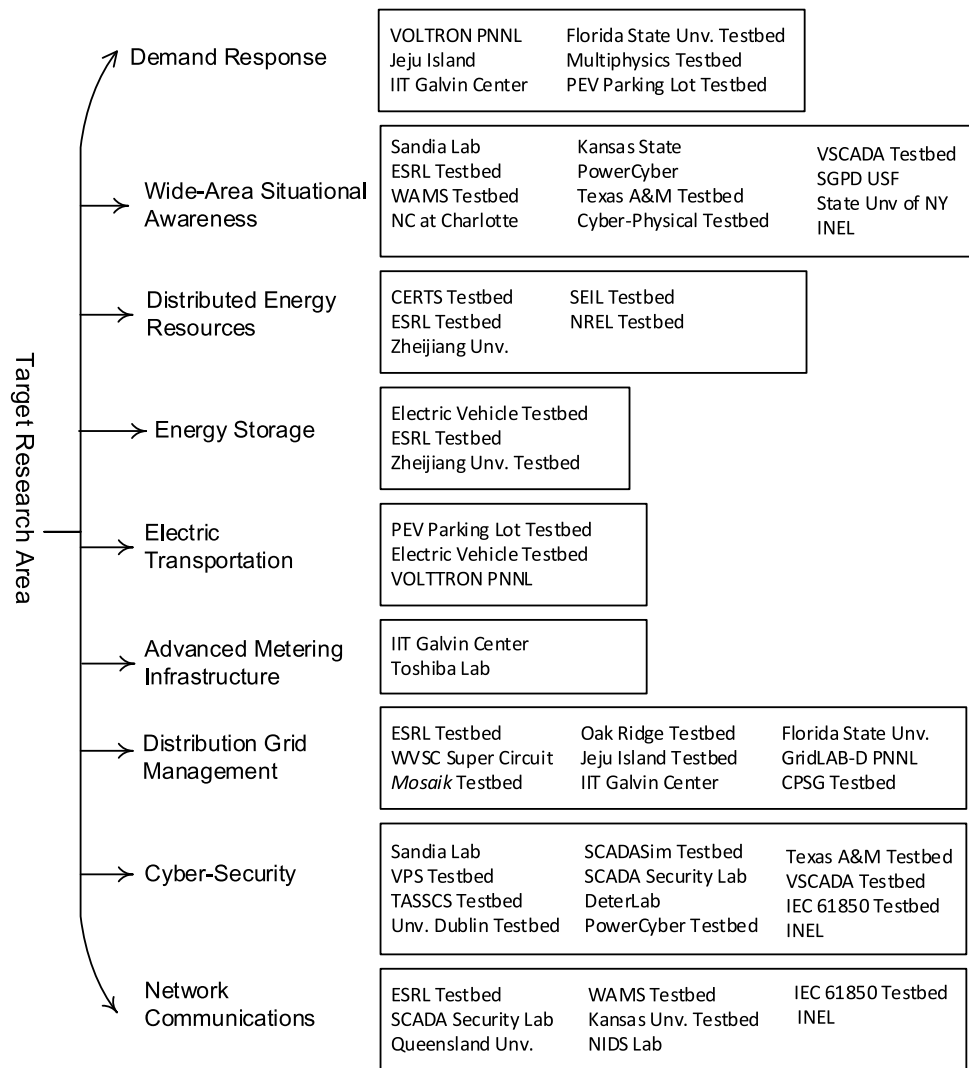 Target Research Area
Demand Response
VOLTRON PNNL
Jeju Island
IIT Galvin Center
Florida State Unv. Testbed
Multiphysics Testbed
PEV Parking Lot Testbed
Wide-Area Situational
Awareness
Sandia Lab
ESRL Testbed
WAMS Testbed
NC at Charlotte
Kansas State
PowerCyber
Texas A&M Testbed
Cyber-Physical Testbed
VSCADA Testbed
SGPD USF
State Unv of NY
INEL
Distributed Energy
Resources
CERTS Testbed
ESRL Testbed
Zheijiang Unv.
SEIL Testbed
NREL Testbed
Energy Storage
Electric Vehicle Testbed
ESRL Testbed
Zheijiang Unv. Testbed
Electric
Transportation
PEV Parking Lot Testbed
Electric Vehicle Testbed
VOLTTRON PNNL
Advanced Metering
Infrastructure
IIT Galvin Center
Toshiba Lab
Distribution Grid
Management
ESRL Testbed
WVSC Super Circuit
Mosaik Testbed
Oak Ridge Testbed
Jeju Island Testbed
IIT Galvin Center
Florida State Unv.
GridLAB-D PNNL
CPSG Testbed
Cyber-Security
Sandia Lab
VPS Testbed
TASSCS Testbed
Unv. Dublin Testbed
SCADASim Testbed
SCADA Security Lab
DeterLab
PowerCyber Testbed
Texas A&M Testbed
VSCADA Testbed
IEC 61850 Testbed
INEL
Network
Communications
ESRL Testbed
SCADA Security Lab
Queensland Unv.
WAMS Testbed
Kansas Unv. Testbed
NIDS Lab
IEC 61850 Testbed
INEL